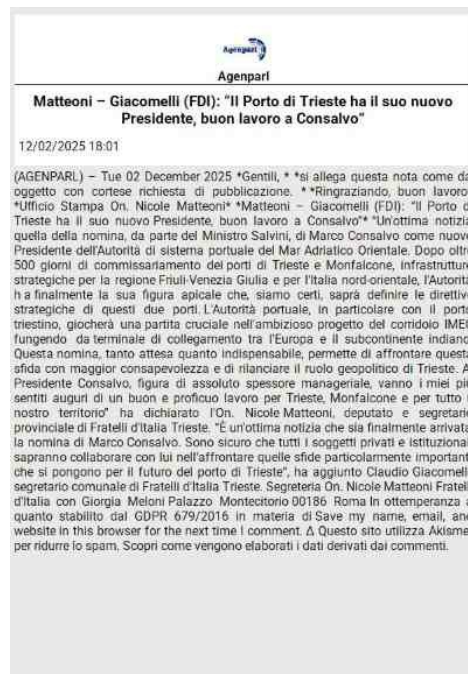 Agenparl
Agenparl
Matteoni – Giacomelli (FDI): "Il Porto di Trieste ha il suo nuovo
Presidente, buon lavoro a Consalvo"
12/02/2025 18:01
(AGENPARL) – Tue 02 December 2025 *Gentili, * *si allega questa nota come da
oggetto con cortese richiesta di pubblicazione. * *Ringraziando, buon lavoro
*Ufficio Stampa On. Nicole Matteoni* *Matteoni – Giacomelli (FDI): "Il Porto d
Trieste ha il suo nuovo Presidente, buon lavoro a Consalvo"* "Un'ottima notizia
quella della nomina, da parte del Ministro Salvini, di Marco Consalvo come nuovo
Presidente dell'Autorità di sistema portuale del Mar Adriatico Orientale. Dopo oltr
500 giorni di commissariamento dei porti di Trieste e Monfalcone, infrastruttur
strategiche per la regione Friuli-Venezia Giulia e per l'Italia nord-orientale, l'Autorità
ha finalmente la sua figura apicale che, siamo certi, saprà definire le direttiv
strategiche di questi due porti. L'Autorità portuale, in particolare con il porto
triestino, giocherà una partita cruciale nell'ambizioso progetto del corridoio IME
fungendo da terminale di collegamento tra l'Europa e il subcontinente indiano
Questa nomina, tanto attesa quanto indispensabile, permette di affrontare quest
sfida con maggior consapevolezza e di rilanciare il ruolo geopolitico di Trieste. A
Presidente Consalvo, figura di assoluto spessore manageriale, vanno i miei pi
sentiti auguri di un buon e proficuo lavoro per Trieste, Monfalcone e per tutto i
nostro territorio" ha dichiarato l'On. Nicole Matteoni, deputato e segretari
provinciale di Fratelli d'Italia Trieste. "È un'ottima notizia che sia finalmente arrivata
la nomina di Marco Consalvo. Sono sicuro che tutti i soggetti privati e istituziona
sapranno collaborare con lui nell'affrontare quelle sfide particolarmente important
che si pongono per il futuro del porto di Trieste", ha aggiunto Claudio Giacomell
segretario comunale di Fratelli d'Italia Trieste. Segreteria On. Nicole Matteoni Fratell
d'Italia con Giorgia Meloni Palazzo Montecitorio 00186 Roma In ottemperanza a
quanto stabilito dal GDPR 679/2016 in materia di Save my name, email, and
website in this browser for the next time I comment. Δ Questo sito utilizza Akisme
per ridurre lo spam. Scopri come vengono elaborati i dati derivati dai commenti.